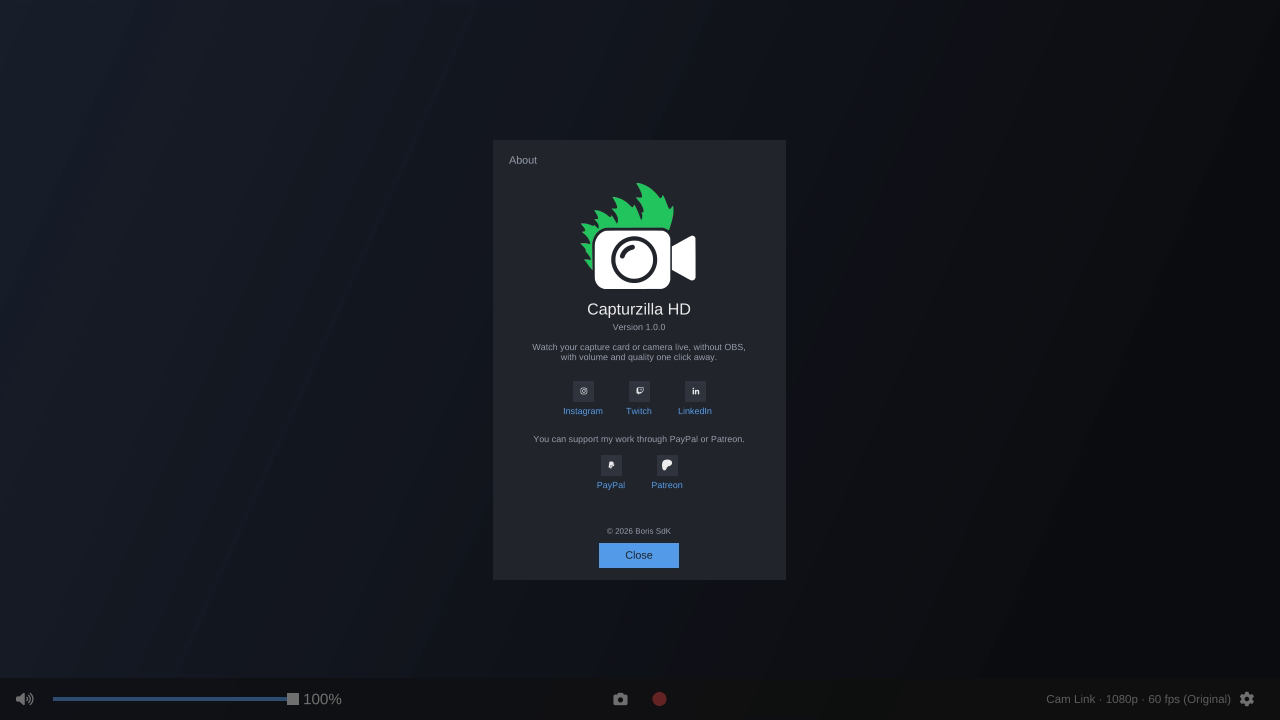 About
Capturzilla HD
Version 1.0.0
Watch your capture card or camera live, without OBS,
with volume and quality one click away.
Instagram
Twitch
LinkedIn
You can support my work through PayPal or Patreon.
PayPal
Patreon
© 2026 Boris SdK
Close
100%
Cam Link · 1080p · 60 fps (Original)